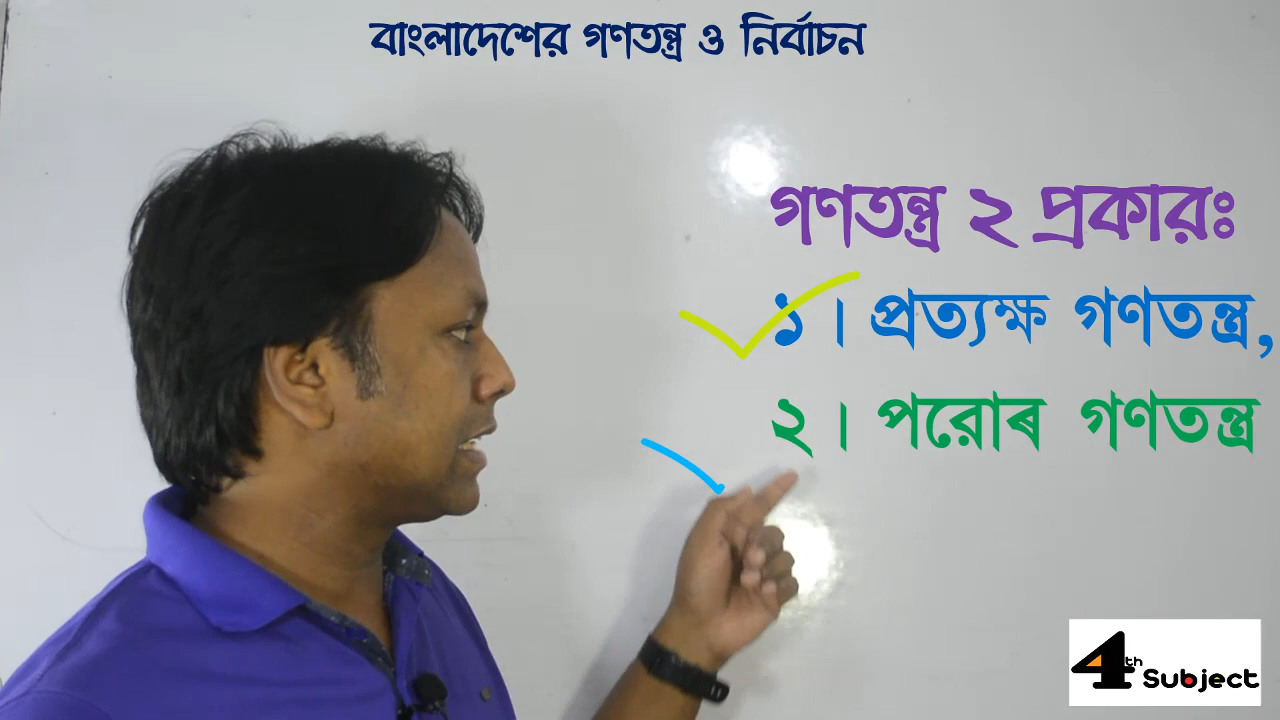 বাংলাদেশের গণতন্ত্র ও নির্বাচন
গণতন্ত্র ২ প্রকারঃ
১। প্রত্যক্ষ গণতন্ত্র,
২। পরোৰ গণতন্ত্র
4th Subject